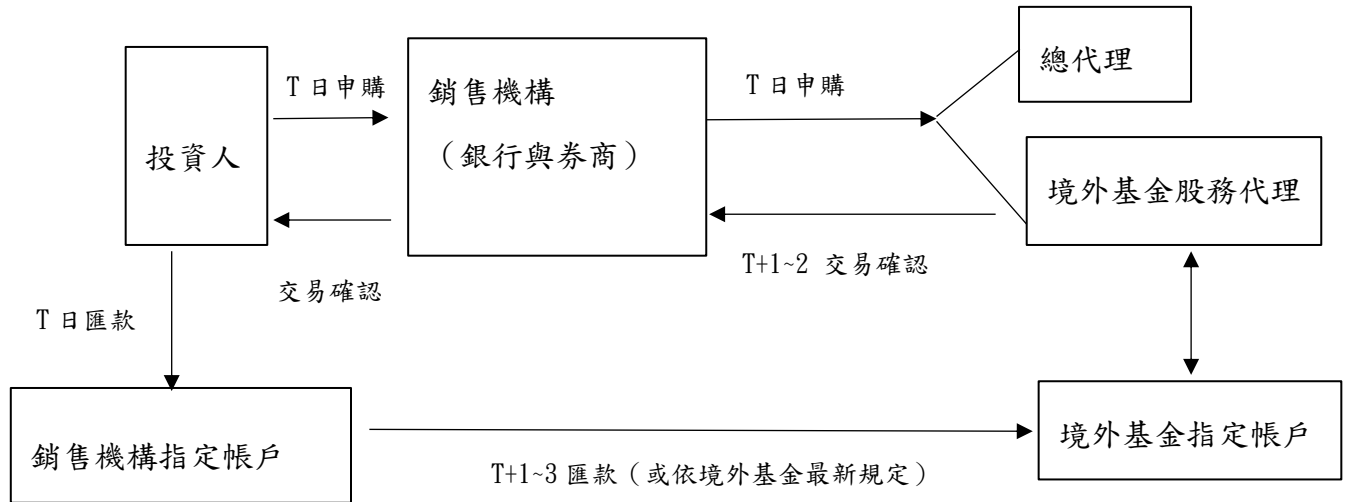 總代理
T 日申購
銷售機構
（銀行與券商）
T 日申購
投資人
境外基金股務代理
交易確認
T+1~2 交易確認
T 日匯款
銷售機構指定帳戶
T+1~3 匯款（或依境外基金最新規定）
境外基金指定帳戶